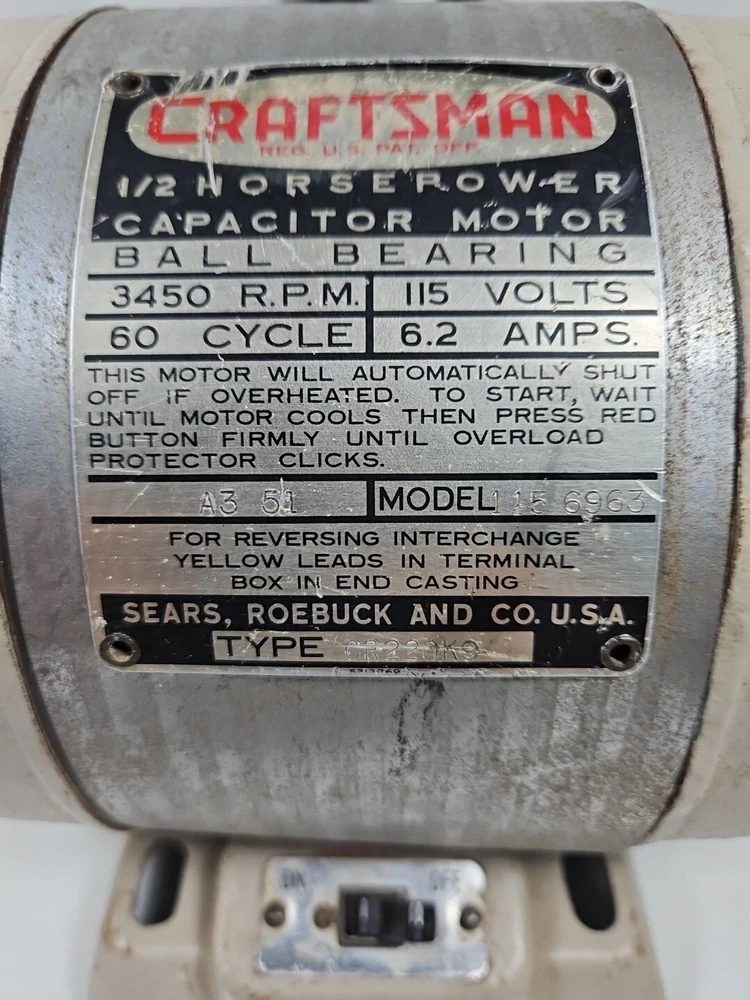 CRAFTSMAN
REG. U.S. PAT. OFF.
1/2 HORSEPOWER
CAPACITOR MOTOR
BALL BEARING
3450 R.P.M. 115 VOLTS
60 CYCLE 6.2 AMPS.
THIS MOTOR WILL AUTOMATICALLY SHUT
OFF IF OVERHEATED. TO START, WAIT
UNTIL MOTOR COOLS THEN PRESS RED
BUTTON FIRMLY UNTIL OVERLOAD
PROTECTOR CLICKS.
A3 51 MODEL 115 6963
FOR REVERSING INTERCHANGE
YELLOW LEADS IN TERMINAL
BOX IN END CASTING
SEARS, ROEBUCK AND CO. U.S.A.
TYPE
ON OFF